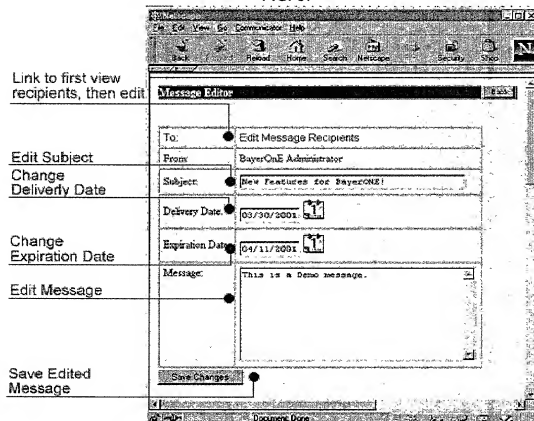 Netscape
File Edit View Go Communicator Help
Back Reload Home Search Netscape Security Shop N
Link to first view
recipients, then edit
Message Editor
Back
To: Edit Message Recipients
From: BayerOnE Administrator
Edit Subject
Subject: New Features for BayerONE!
Change
Deliverly Date
Delivery Date: 03/30/2001
Change
Expiration Date
Expiration Date 04/11/2001
Edit Message
Message: This is a Demo message.
Save Changes
Save Edited
Message
Document Done